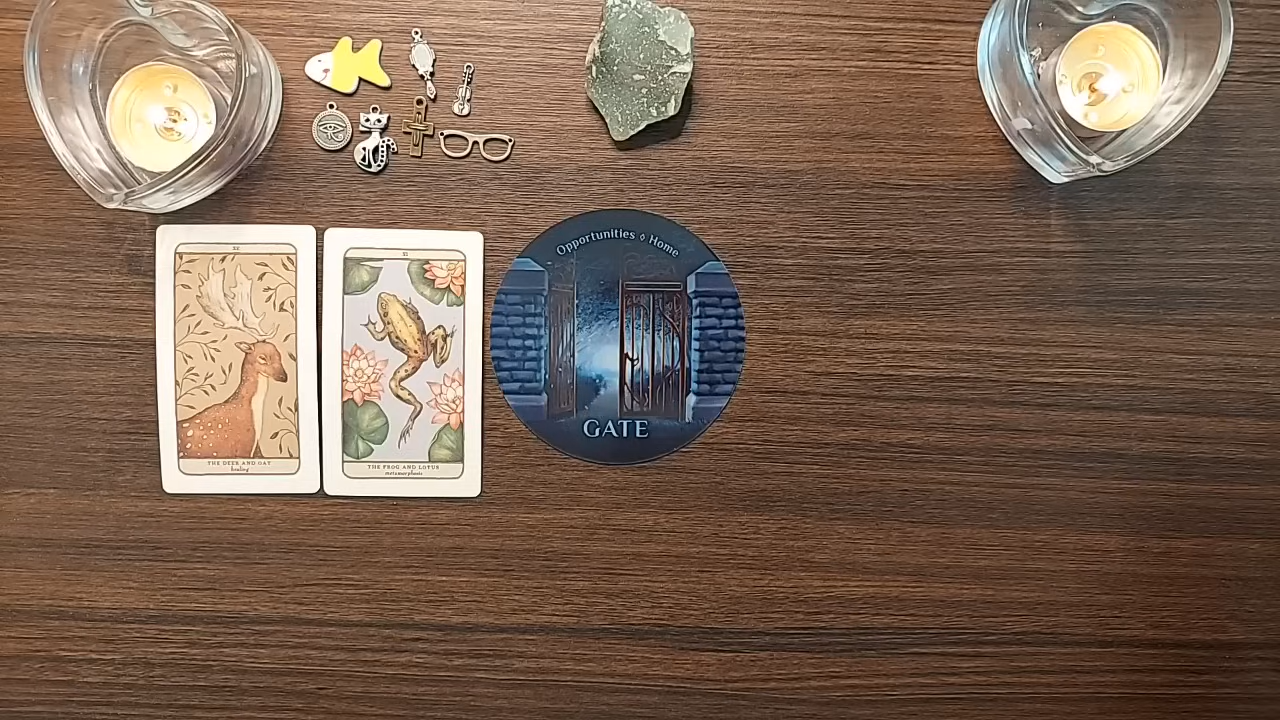 THE DEER AND OAT
healing
THE FROG AND LOTUS
metamorphosis
Opportunities ◊ Home
GATE